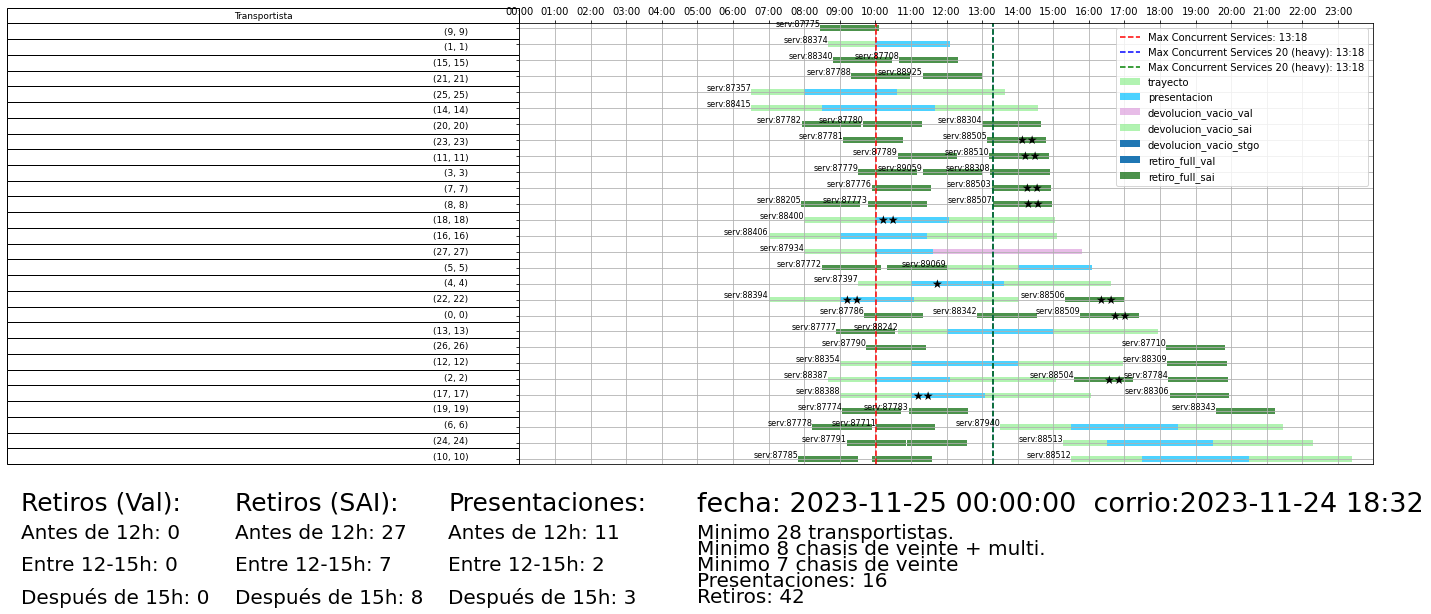 Transportista
00:00 01:00 02:00 03:00 04:00 05:00 06:00 07:00 08:00 09:00 10:00 11:00 12:00 13:00 14:00 15:00 16:00 17:00 18:00 19:00 20:00 21:00 22:00 23:00
(9, 9) serv:87775
(1, 1) serv:88374
(15, 15) serv:88340 serv:87708
(21, 21) serv:87788 serv:88925
(25, 25) serv:87357
(14, 14) serv:88415
(20, 20) serv:87782 serv:87780 serv:88304
(23, 23) serv:87781 serv:88505
(11, 11) serv:87789 serv:88510
(3, 3) serv:87779 serv:89059 serv:88308
(7, 7) serv:87776 serv:88503
(8, 8) serv:88205 serv:87773 serv:88507
(18, 18) serv:88400
(16, 16) serv:88406
(27, 27) serv:87934
(5, 5) serv:87772 serv:89069
(4, 4) serv:87397
(22, 22) serv:88394 serv:88506
(0, 0) serv:87786 serv:88342 serv:88509
(13, 13) serv:87777 serv:88242
(26, 26) serv:87790 serv:87710
(12, 12) serv:88354 serv:88309
(2, 2) serv:88387 serv:88504 serv:87784
(17, 17) serv:88388 serv:88306
(19, 19) serv:87774 serv:87783 serv:88343
(6, 6) serv:87778 serv:87711 serv:87940
(24, 24) serv:87791 serv:88513
(10, 10) serv:87785 serv:88512
Max Concurrent Services: 13:18
Max Concurrent Services 20 (heavy): 13:18
Max Concurrent Services 20 (heavy): 13:18
trayecto
presentacion
devolucion_vacio_val
devolucion_vacio_sai
devolucion_vacio_stgo
retiro_full_val
retiro_full_sai
Retiros (Val):
Antes de 12h: 0
Entre 12-15h: 0
Después de 15h: 0
Retiros (SAI):
Antes de 12h: 27
Entre 12-15h: 7
Después de 15h: 8
Presentaciones:
Antes de 12h: 11
Entre 12-15h: 2
Después de 15h: 3
fecha: 2023-11-25 00:00:00 corrio:2023-11-24 18:32
Minimo 28 transportistas.
Minimo 8 chasis de veinte + multi.
Minimo 7 chasis de veinte
Presentaciones: 16
Retiros: 42